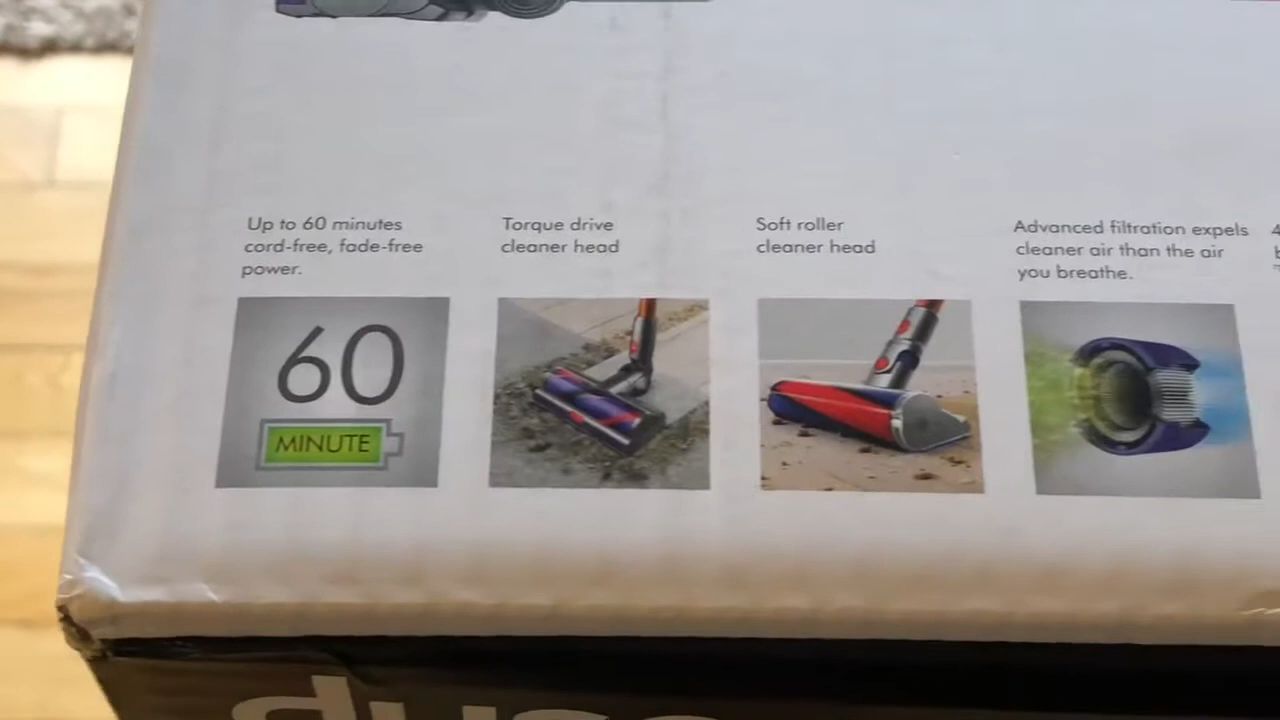 Up to 60 minutes
cord-free, fade-free
power.
Torque drive
cleaner head
Soft roller
cleaner head
Advanced filtration expels
cleaner air than the air
you breathe.
60
MINUTE
dyson